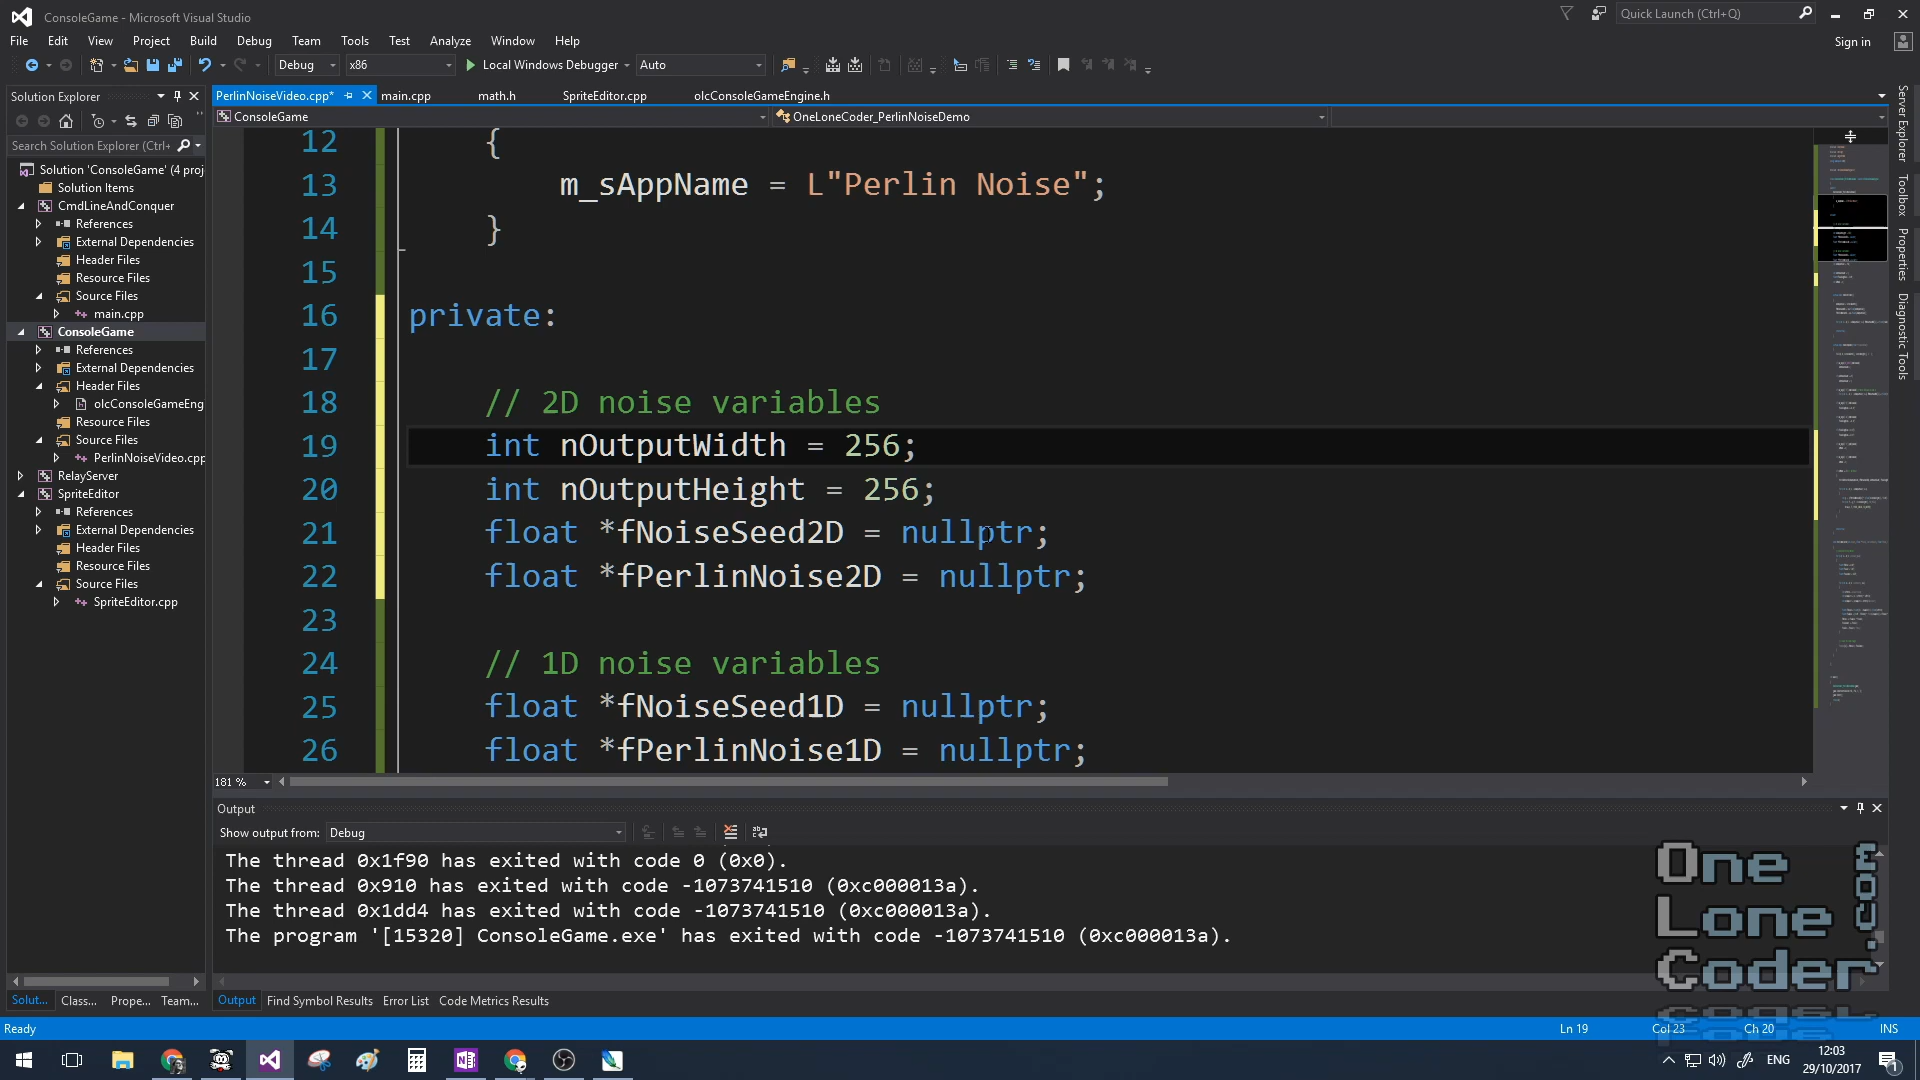 ConsoleGame - Microsoft Visual Studio
Quick Launch (Ctrl+Q)
File Edit View Project Build Debug Team Tools Test Analyze Window Help
Sign in
Debug x86 Local Windows Debugger Auto
Solution Explorer
PerlinNoiseVideo.cpp* main.cpp math.h SpriteEditor.cpp olcConsoleGameEngine.h
ConsoleGame OneLoneCoder_PerlinNoiseDemo
Search Solution Explorer (Ctrl+
Solution 'ConsoleGame' (4 proj
Solution Items
CmdLineAndConquer
References
External Dependencies
Header Files
Resource Files
Source Files
main.cpp
ConsoleGame
References
External Dependencies
Header Files
olcConsoleGameEng
Resource Files
Source Files
PerlinNoiseVideo.cpp
RelayServer
SpriteEditor
References
External Dependencies
Header Files
Resource Files
Source Files
SpriteEditor.cpp
12 {
13 m_sAppName = L"Perlin Noise";
14 }
15
16 private:
17
18 // 2D noise variables
19 int nOutputWidth = 256;
20 int nOutputHeight = 256;
21 float *fNoiseSeed2D = nullptr;
22 float *fPerlinNoise2D = nullptr;
23
24 // 1D noise variables
25 float *fNoiseSeed1D = nullptr;
26 float *fPerlinNoise1D = nullptr;
181 %
Server Explorer
Toolbox
Properties
Diagnostic Tools
Output
Show output from: Debug
The thread 0x1f90 has exited with code 0 (0x0).
The thread 0x910 has exited with code -1073741510 (0xc000013a).
The thread 0x1dd4 has exited with code -1073741510 (0xc000013a).
The program '[15320] ConsoleGame.exe' has exited with code -1073741510 (0xc000013a).
One
Lone
Coder
.com
Solut... Class... Prope... Team...
Output Find Symbol Results Error List Code Metrics Results
Ready Ln 19 Col 23 Ch 20 INS
ENG
12:03
29/10/2017
1